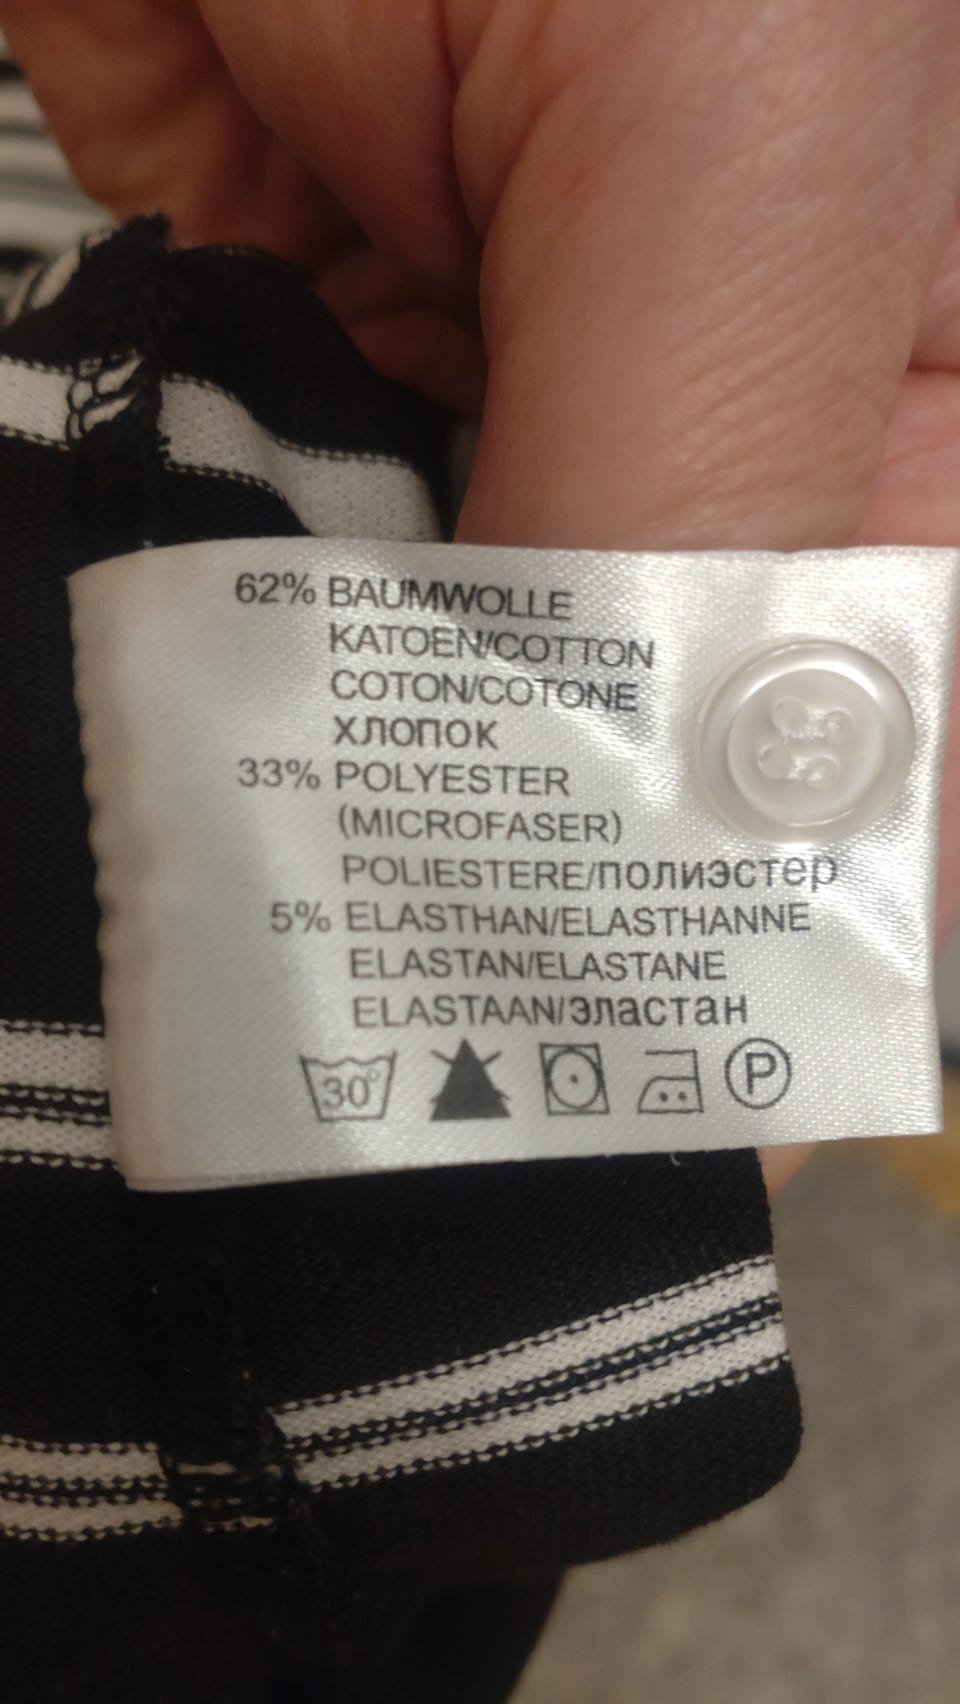 62% BAUMWOLLE
KATOEN/COTTON
COTON/COTONE
ХЛОПОК
33% POLYESTER
(MICROFASER)
POLIESTERE/полиэстер
5% ELASTHAN/ELASTHANNE
ELASTAN/ELASTANE
ELASTAAN/эластан
30° P